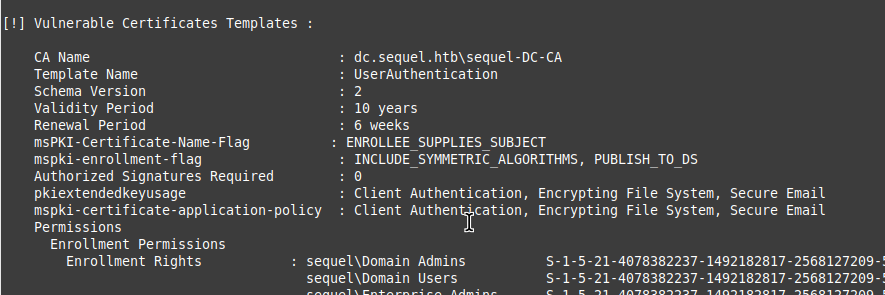 [!] Vulnerable Certificates Templates :
CA Name : dc.sequel.htb\sequel-DC-CA
Template Name : UserAuthentication
Schema Version : 2
Validity Period : 10 years
Renewal Period : 6 weeks
msPKI-Certificate-Name-Flag : ENROLLEE_SUPPLIES_SUBJECT
mspki-enrollment-flag : INCLUDE_SYMMETRIC_ALGORITHMS, PUBLISH_TO_DS
Authorized Signatures Required : 0
pkiextendedkeyusage : Client Authentication, Encrypting File System, Secure Email
mspki-certificate-application-policy : Client Authentication, Encrypting File System, Secure Email
Permissions
Enrollment Permissions
Enrollment Rights : sequel\Domain Admins S-1-5-21-4078382237-1492182817-2568127209-5
sequel\Domain Users S-1-5-21-4078382237-1492182817-2568127209-5
sequel\Enterprise Admins S-1-5-21-4078382237-1492182817-2568127209-5